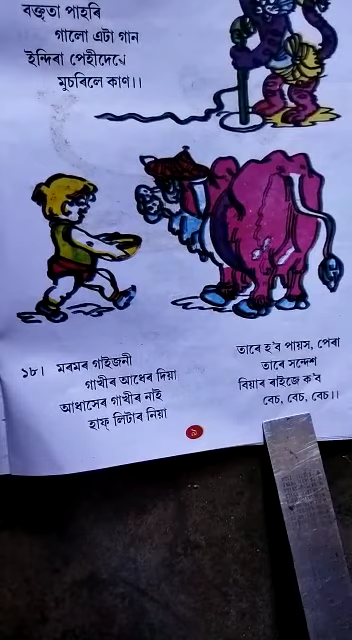 বক্তৃতা পাহৰি
গালো এটা গান
ইন্দিৰা পেহীদেৱে
মুচৰিলে কাণ।।
১৮। মৰমৰ গাইজনী
গাখীৰ আধেৰ দিয়া
আধাসেৰ গাখীৰ নাই
হাফ্ লিটাৰ নিয়া
তাৰে হ'ব পায়স, পেৰা
তাৰে সন্দেশ
বিয়াৰ ৰাইজে ক'ব
বেচ, বেচ, বেচ।।
৯